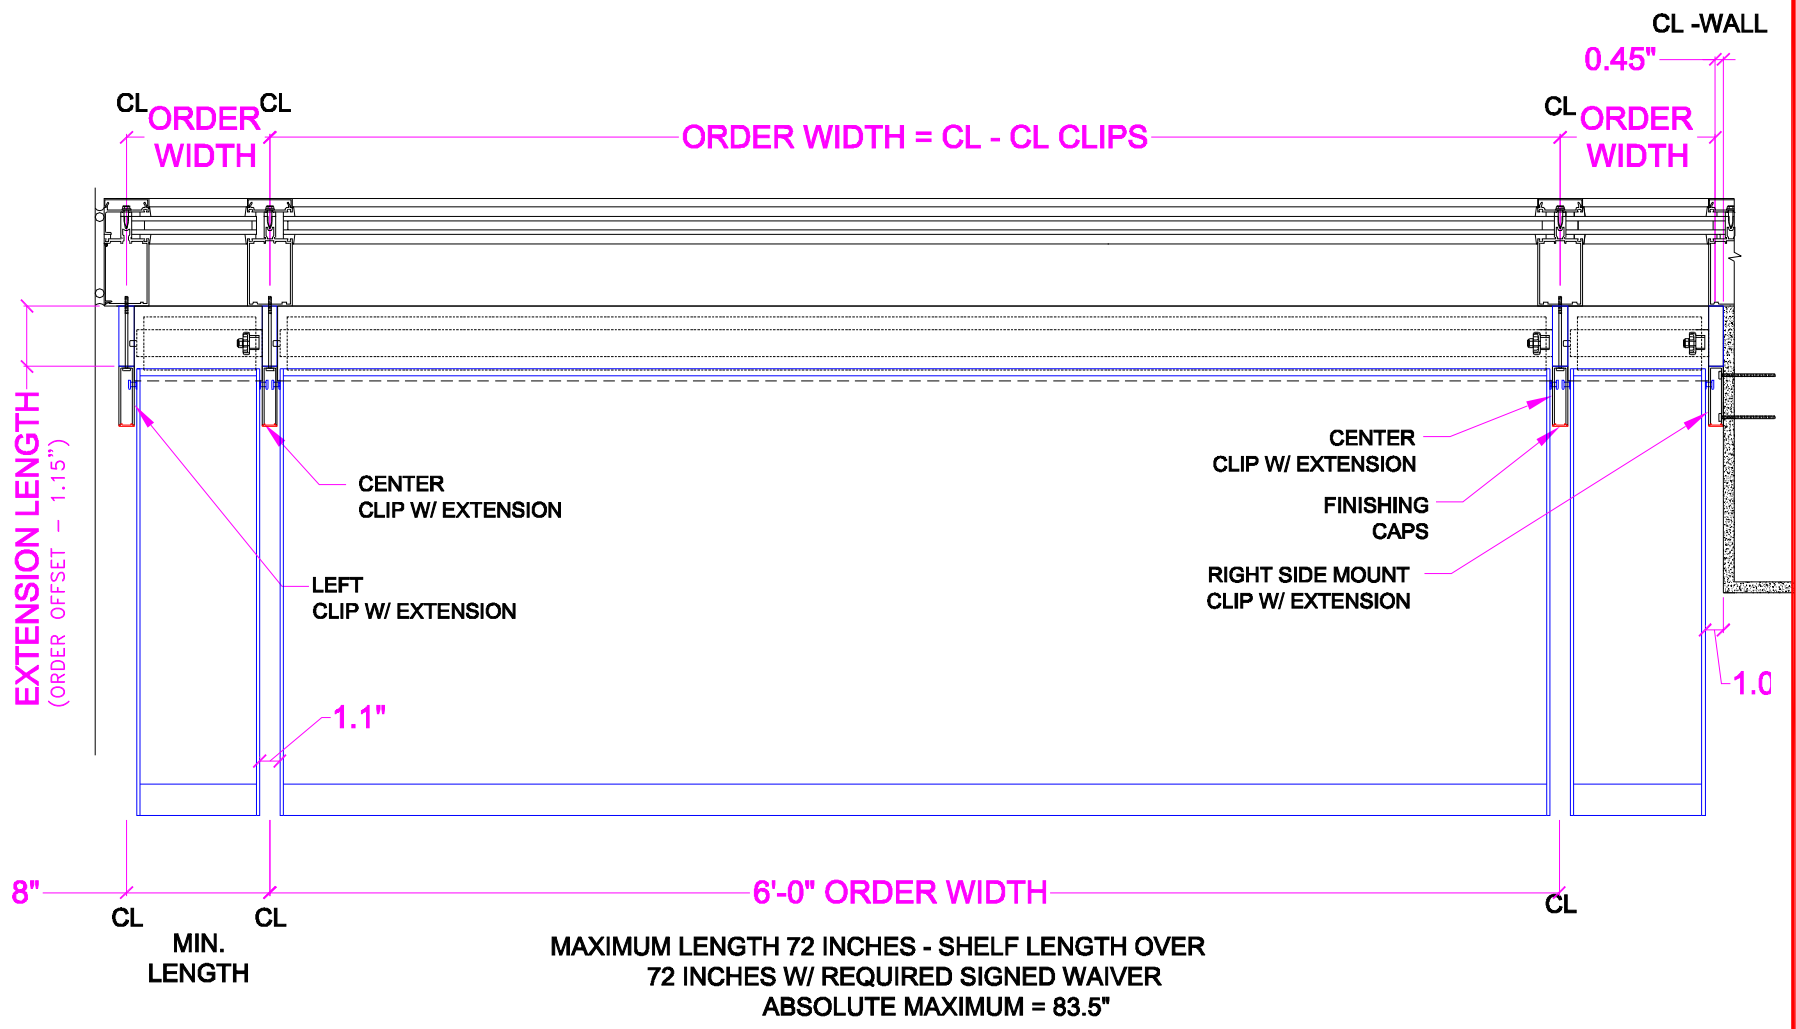 CL -WALL
0.45"
CL
CL
CL
ORDER
WIDTH
ORDER WIDTH = CL - CL CLIPS
ORDER
WIDTH
EXTENSION LENGTH
(ORDER OFFSET - 1.15")
CENTER
CLIP W/ EXTENSION
LEFT
CLIP W/ EXTENSION
CENTER
CLIP W/ EXTENSION
FINISHING
CAPS
RIGHT SIDE MOUNT
CLIP W/ EXTENSION
1.1"
1.0
8"
6'-0" ORDER WIDTH
CL
CL
CL
MIN.
LENGTH
MAXIMUM LENGTH 72 INCHES - SHELF LENGTH OVER
72 INCHES W/ REQUIRED SIGNED WAIVER
ABSOLUTE MAXIMUM = 83.5"